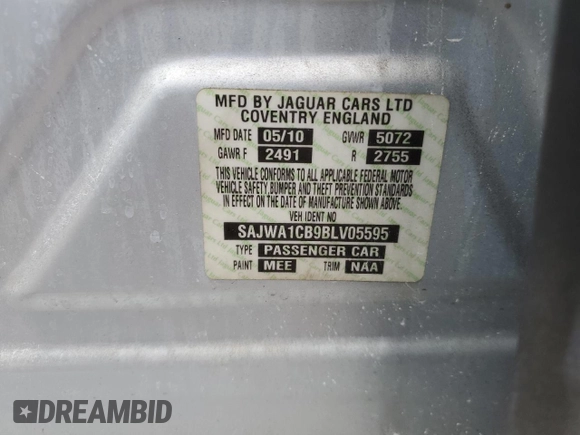 MFD BY JAGUAR CARS LTD
COVENTRY ENGLAND
MFD DATE 05/10 GVWR 5072
GAWR F 2491 R 2755
THIS VEHICLE CONFORMS TO ALL APPLICABLE FEDERAL MOTOR
VEHICLE SAFETY,BUMPER AND THEFT PREVENTION STANDARDS
IN EFFECT ON THE DATE OF MANUFACTURE SHOWN ABOVE.
VEH IDENT NO
SAJWA1CB9BLV05595
TYPE PASSENGER CAR
PAINT MEE TRIM NAA
DREAMBID